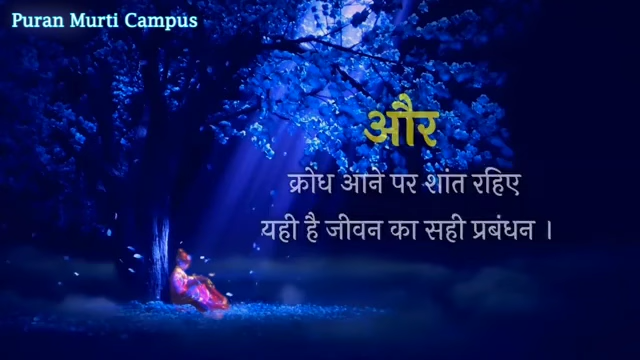 Puran Murti Campus
और
क्रोध आने पर शांत रहिए
यही है जीवन का सही प्रबंधन ।